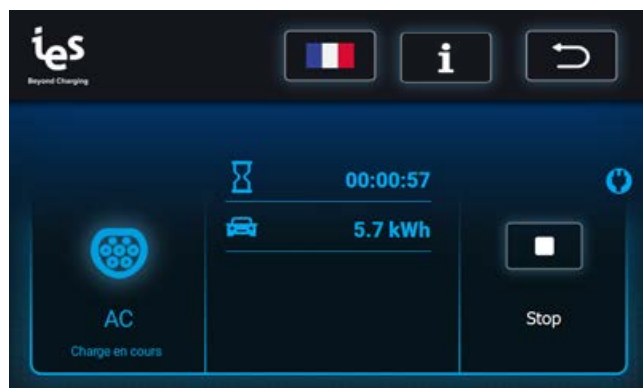 ies
Beyond Charging
i
00:00:57
5.7 kWh
AC
Charge en cours
Stop